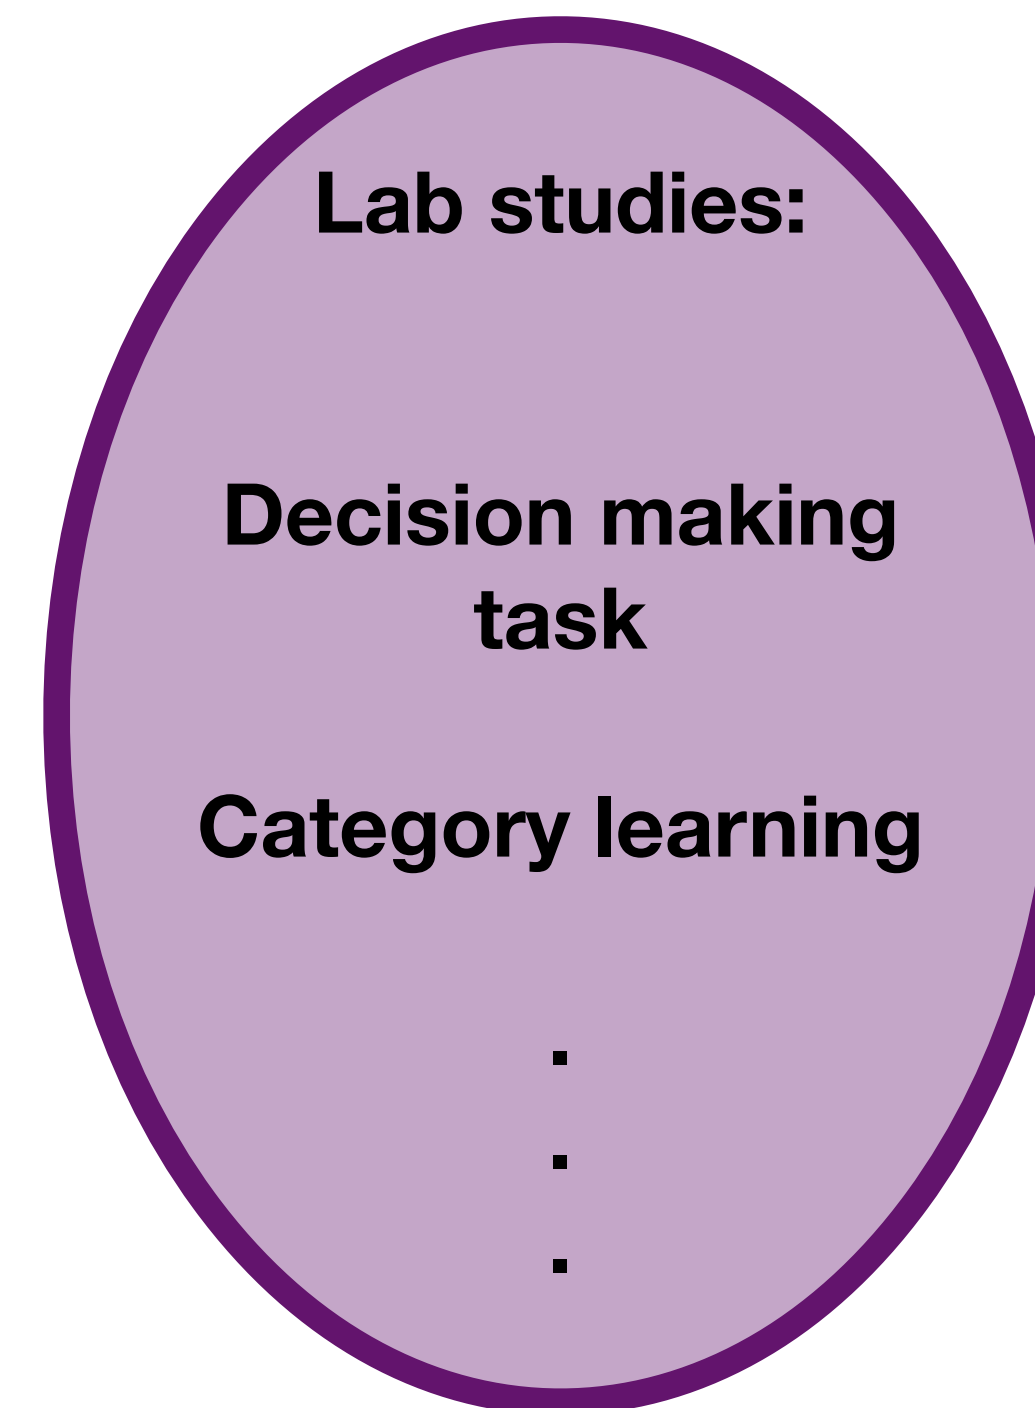 Lab studies:
Decision making
task
Category learning
.
.
.